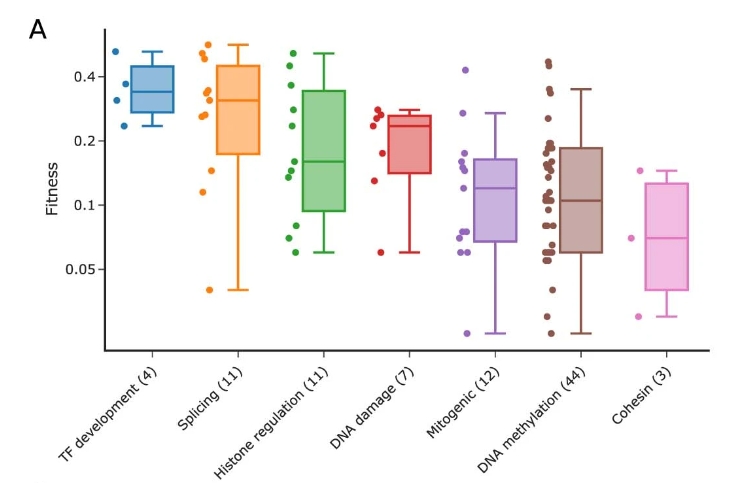 A
Fitness
0.4
0.2
0.1
0.05
TF development (4)
Splicing (11)
Histone regulation (11)
DNA damage (7)
Mitogenic (12)
DNA methylation (44)
Cohesin (3)